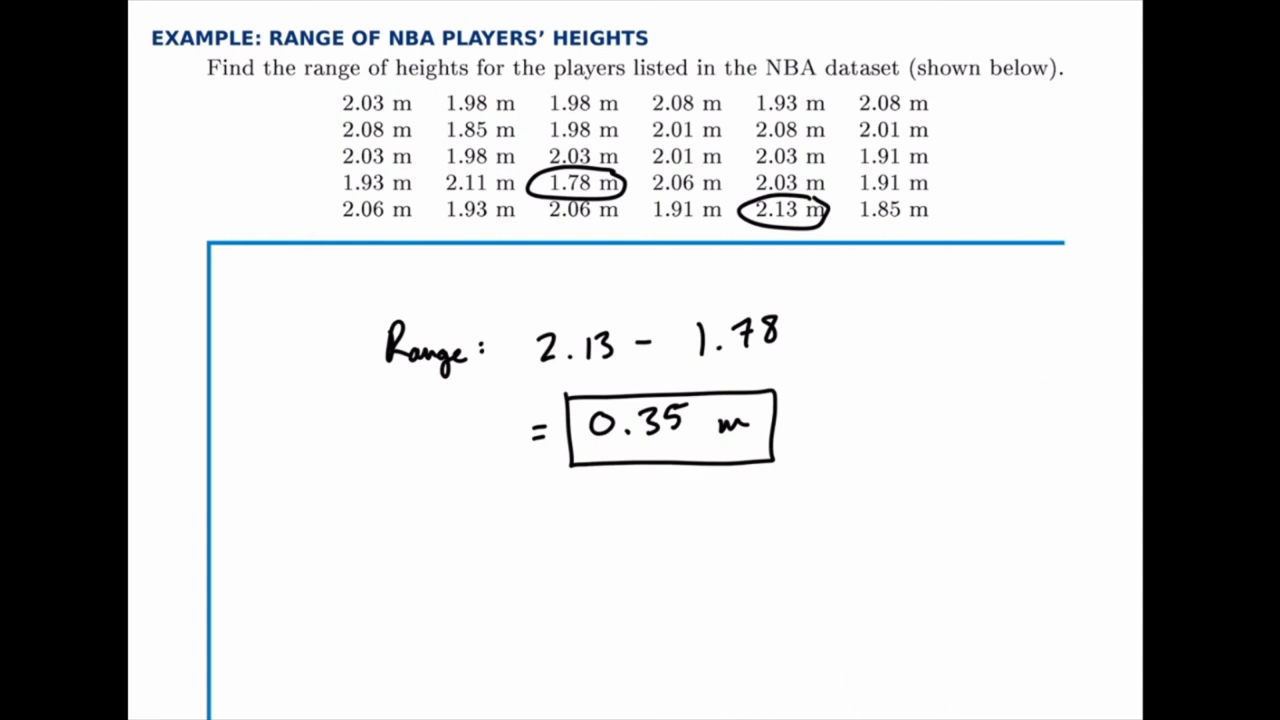 EXAMPLE: RANGE OF NBA PLAYERS’ HEIGHTS
Find the range of heights for the players listed in the NBA dataset (shown below).
2.03 m 1.98 m 1.98 m 2.08 m 1.93 m 2.08 m
2.08 m 1.85 m 1.98 m 2.01 m 2.08 m 2.01 m
2.03 m 1.98 m 2.03 m 2.01 m 2.03 m 1.91 m
1.93 m 2.11 m 1.78 m 2.06 m 2.03 m 1.91 m
2.06 m 1.93 m 2.06 m 1.91 m 2.13 m 1.85 m
Range: 2.13 - 1.78
= 0.35 m